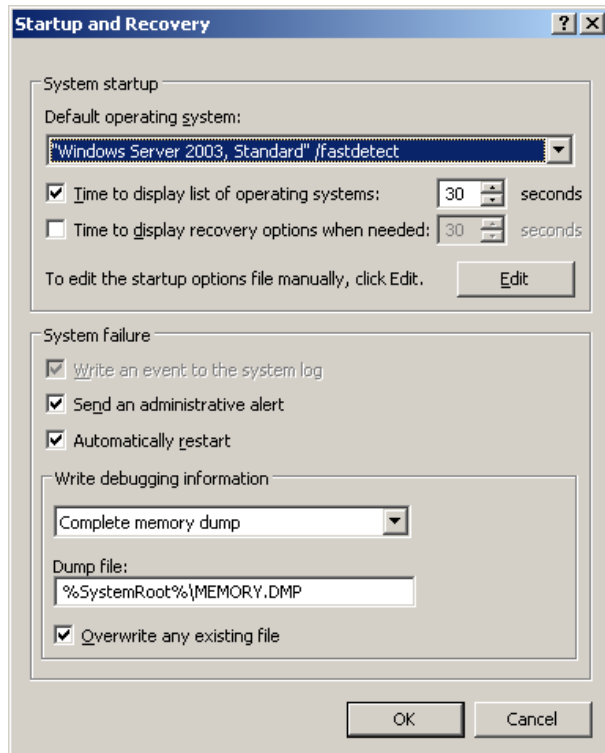 Startup and Recovery
System startup
Default operating system:
"Windows Server 2003, Standard" /fastdetect
Time to display list of operating systems: 30 seconds
Time to display recovery options when needed: 30 seconds
To edit the startup options file manually, click Edit. Edit
System failure
Write an event to the system log
Send an administrative alert
Automatically restart
Write debugging information
Complete memory dump
Dump file:
%SystemRoot%\MEMORY.DMP
Overwrite any existing file
OK Cancel